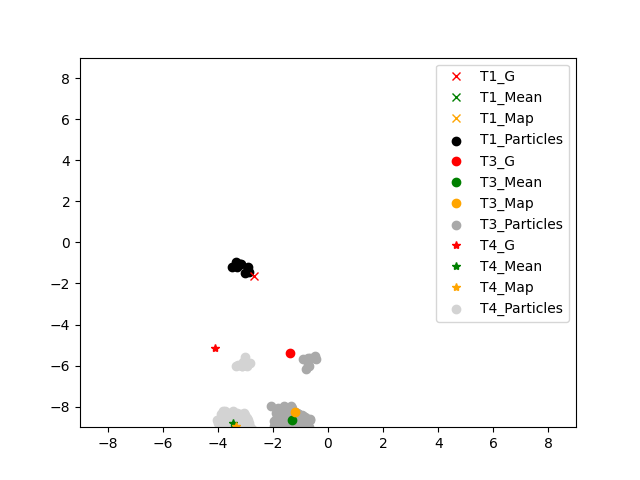 8
6
4
2
0
−2
−4
−6
−8
−8 −6 −4 −2 0 2 4 6 8
T1_G
T1_Mean
T1_Map
T1_Particles
T3_G
T3_Mean
T3_Map
T3_Particles
T4_G
T4_Mean
T4_Map
T4_Particles